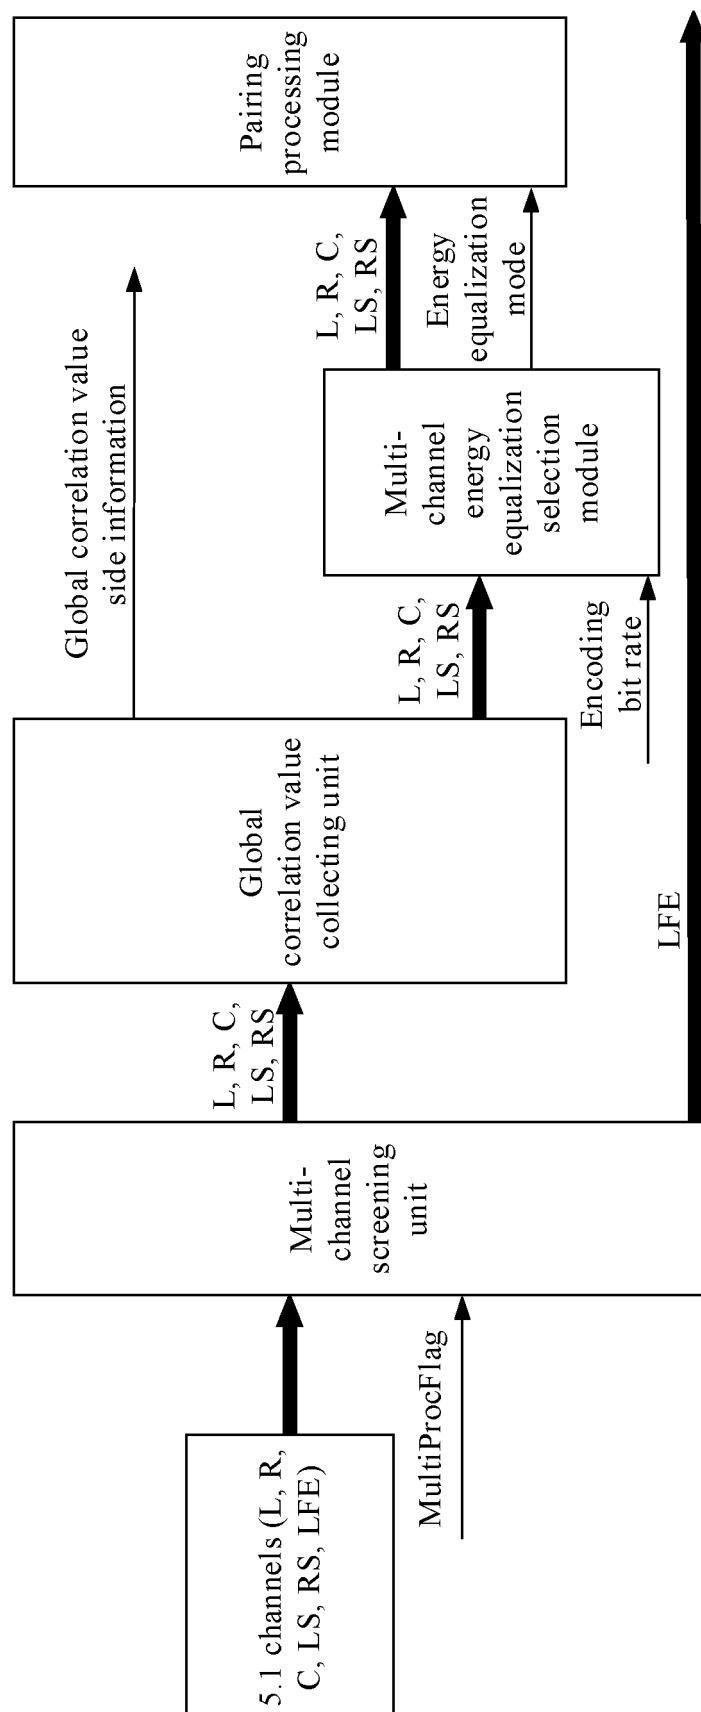 5.1 channels (L, R,
C, LS, RS, LFE)
MultiProcFlag
Multi-
channel
screening
unit
L, R, C,
LS, RS
LFE
Global
correlation value
collecting unit
Global correlation value
side information
L, R, C,
LS, RS
Encoding
bit rate
Multi-
channel
energy
equalization
selection
module
L, R, C,
LS, RS
Energy
equalization
mode
Pairing
processing
module